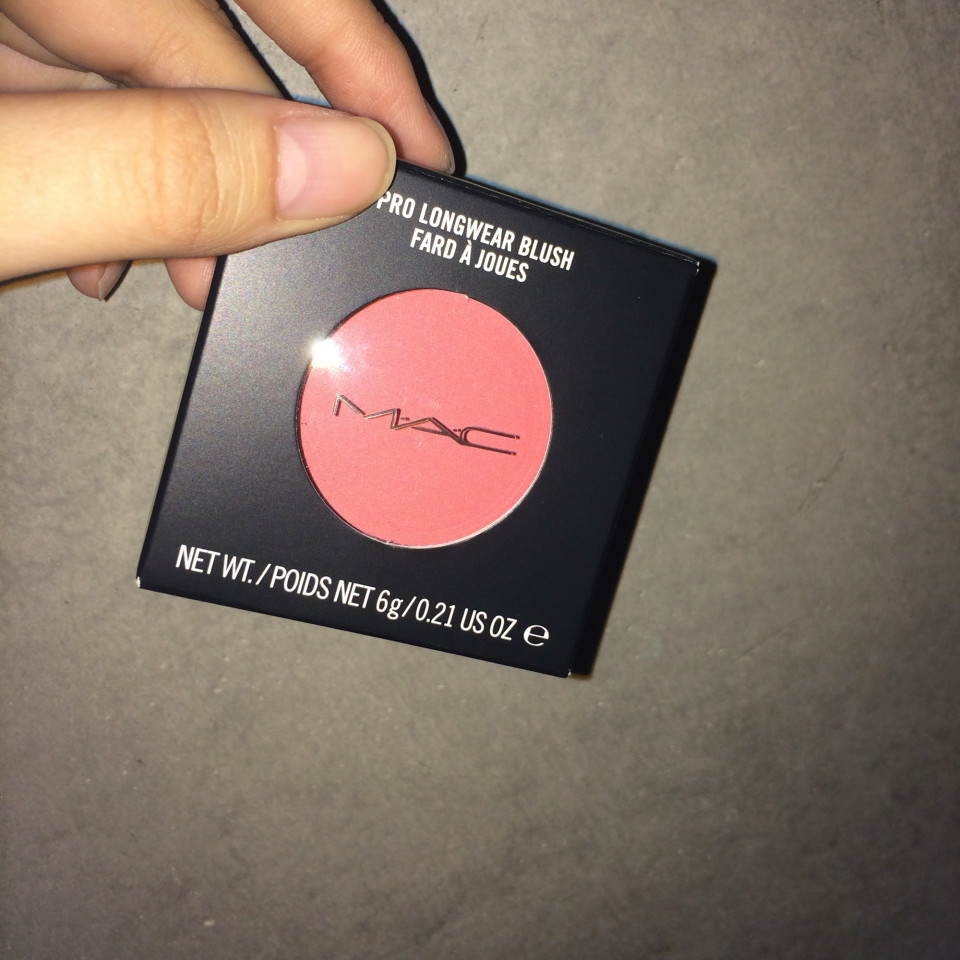 PRO LONGWEAR BLUSH
FARD À JOUES
MAC
NET WT. / POIDS NET 6g / 0.21 US OZ ℮